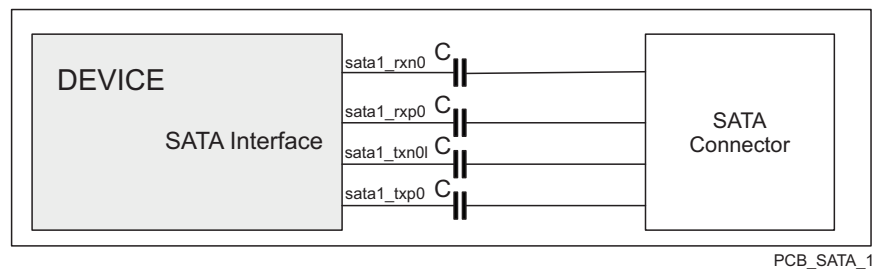 sata1_rxn0 C
DEVICE
sata1_rxp0 C
SATA Interface
SATA
Connector
sata1_txn0l C
sata1_txp0 C
PCB_SATA_1